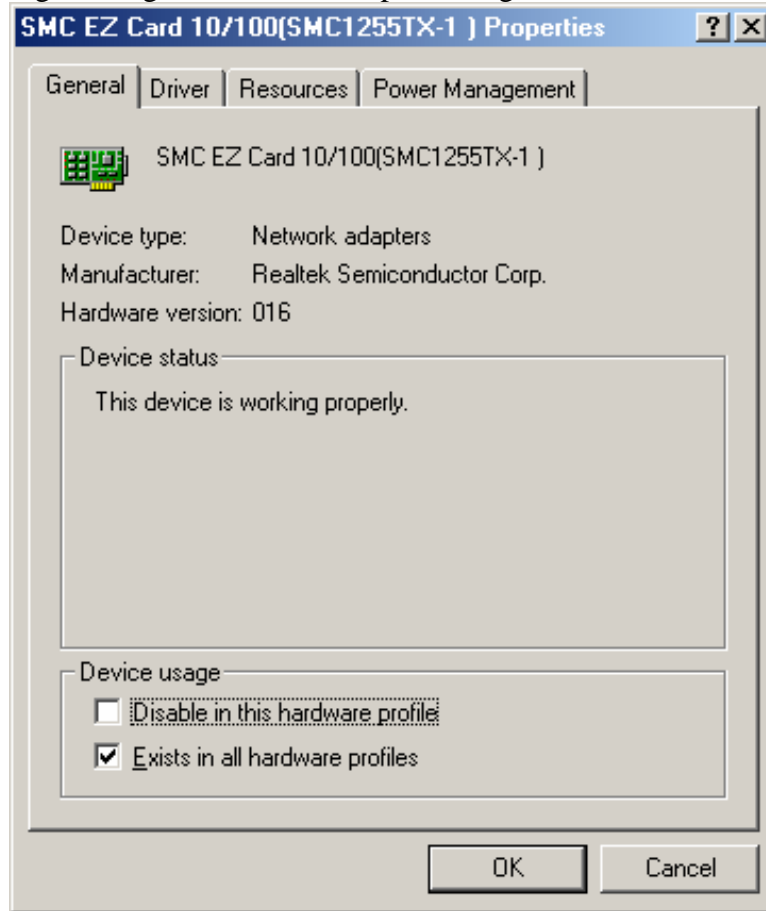 SMC EZ Card 10/100(SMC1255TX-1 ) Properties
General Driver Resources Power Management
SMC EZ Card 10/100(SMC1255TX-1 )
Device type: Network adapters
Manufacturer: Realtek Semiconductor Corp.
Hardware version: 016
Device status
This device is working properly.
Device usage
Disable in this hardware profile
Exists in all hardware profiles
OK Cancel